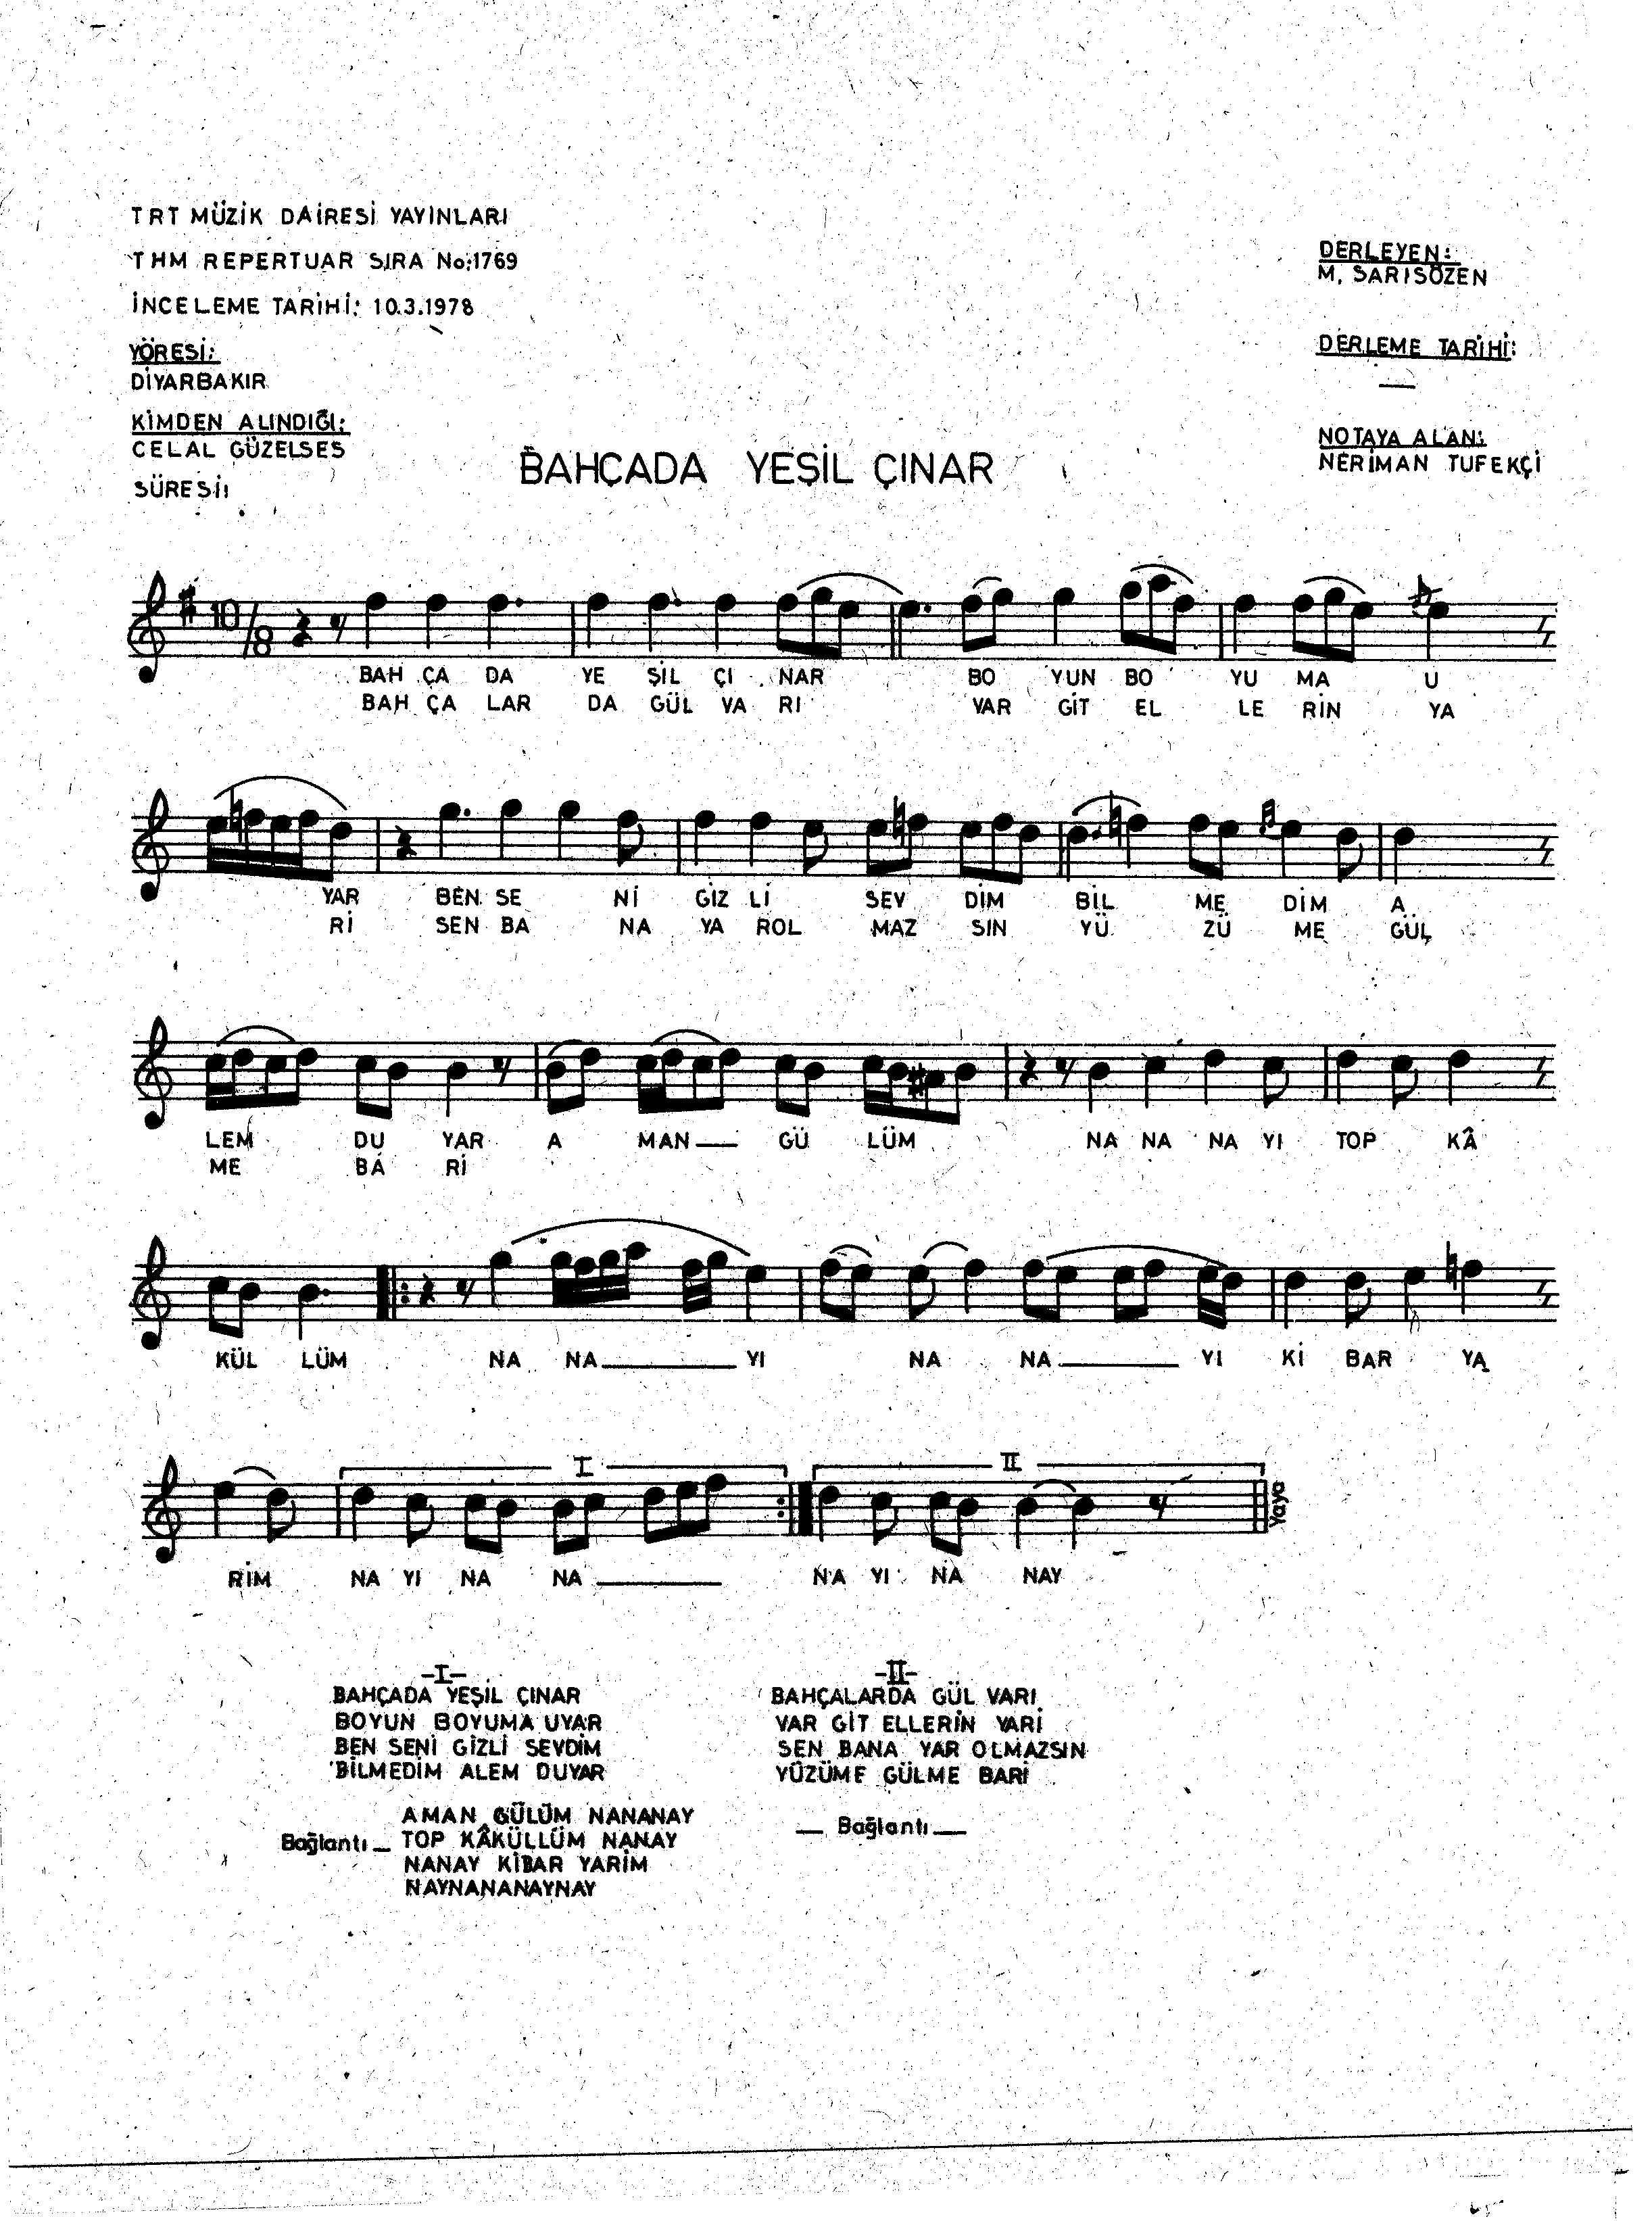 TRT MÜZİK DAİRESİ YAYINLARI
THM REPERTUAR SIRA No:1769
İNCELEME TARİHİ: 10.3.1978
YÖRESİ:
DİYARBAKIR
KİMDEN ALINDIĞI:
CELAL GÜZELSES
SÜRESİ:
DERLEYEN:
M. SARISÖZEN
DERLEME TARİHİ:
—
NOTAYA ALAN:
NERİMAN TUFEKÇİ
BAHÇADA YEŞİL ÇINAR
10/8
BAH ÇA DA YE ŞİL ÇI NAR BO YUN BO YU MA U
BAH ÇA LAR DA GÜL VA RI VAR GİT EL LE RİN YA
YAR BEN SE Nİ GİZ Lİ SEV DİM BİL ME DİM A
Rİ SEN BA NA YA ROL MAZ SIN YÜ ZÜ ME GÜL
LEM DU YAR A MAN— GÜ LÜM NA NA NA YI TOP KÂ
ME BA Rİ
KÜL LÜM NA NA— YI NA NA— YI Kİ BAR YA
I II
Yaya
RİM NA YI NA NA— NA YI NA NAY
-I-
BAHÇADA YEŞİL ÇINAR
BOYUN BOYUMA UYAR
BEN SENİ GİZLİ SEVDİM
BİLMEDİM ALEM DUYAR
Bağlantı—
AMAN GÜLÜM NANANAY
TOP KÂKÜLLÜM NANAY
NANAY KİBAR YARİM
NAYNANANAYNAY
-II-
BAHÇALARDA GÜL VARI
VAR GİT ELLERİN YARİ
SEN BANA YAR OLMAZSIN
YÜZÜME GÜLME BARİ
— Bağlantı —